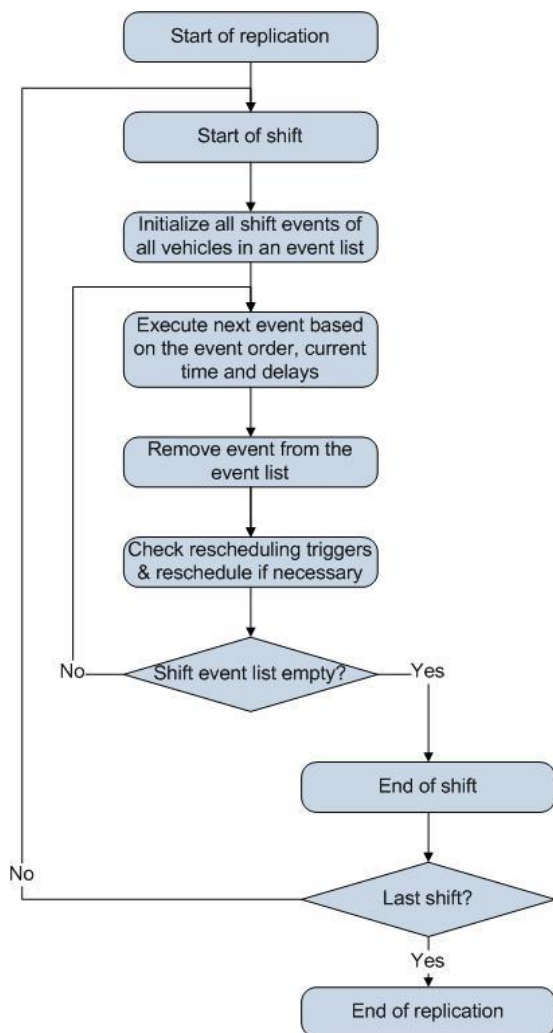 Start of replication
Start of shift
Initialize all shift events of
all vehicles in an event list
Execute next event based
on the event order, current
time and delays
Remove event from the
event list
Check rescheduling triggers
& reschedule if necessary
No
Shift event list empty?
Yes
End of shift
No
Last shift?
Yes
End of replication